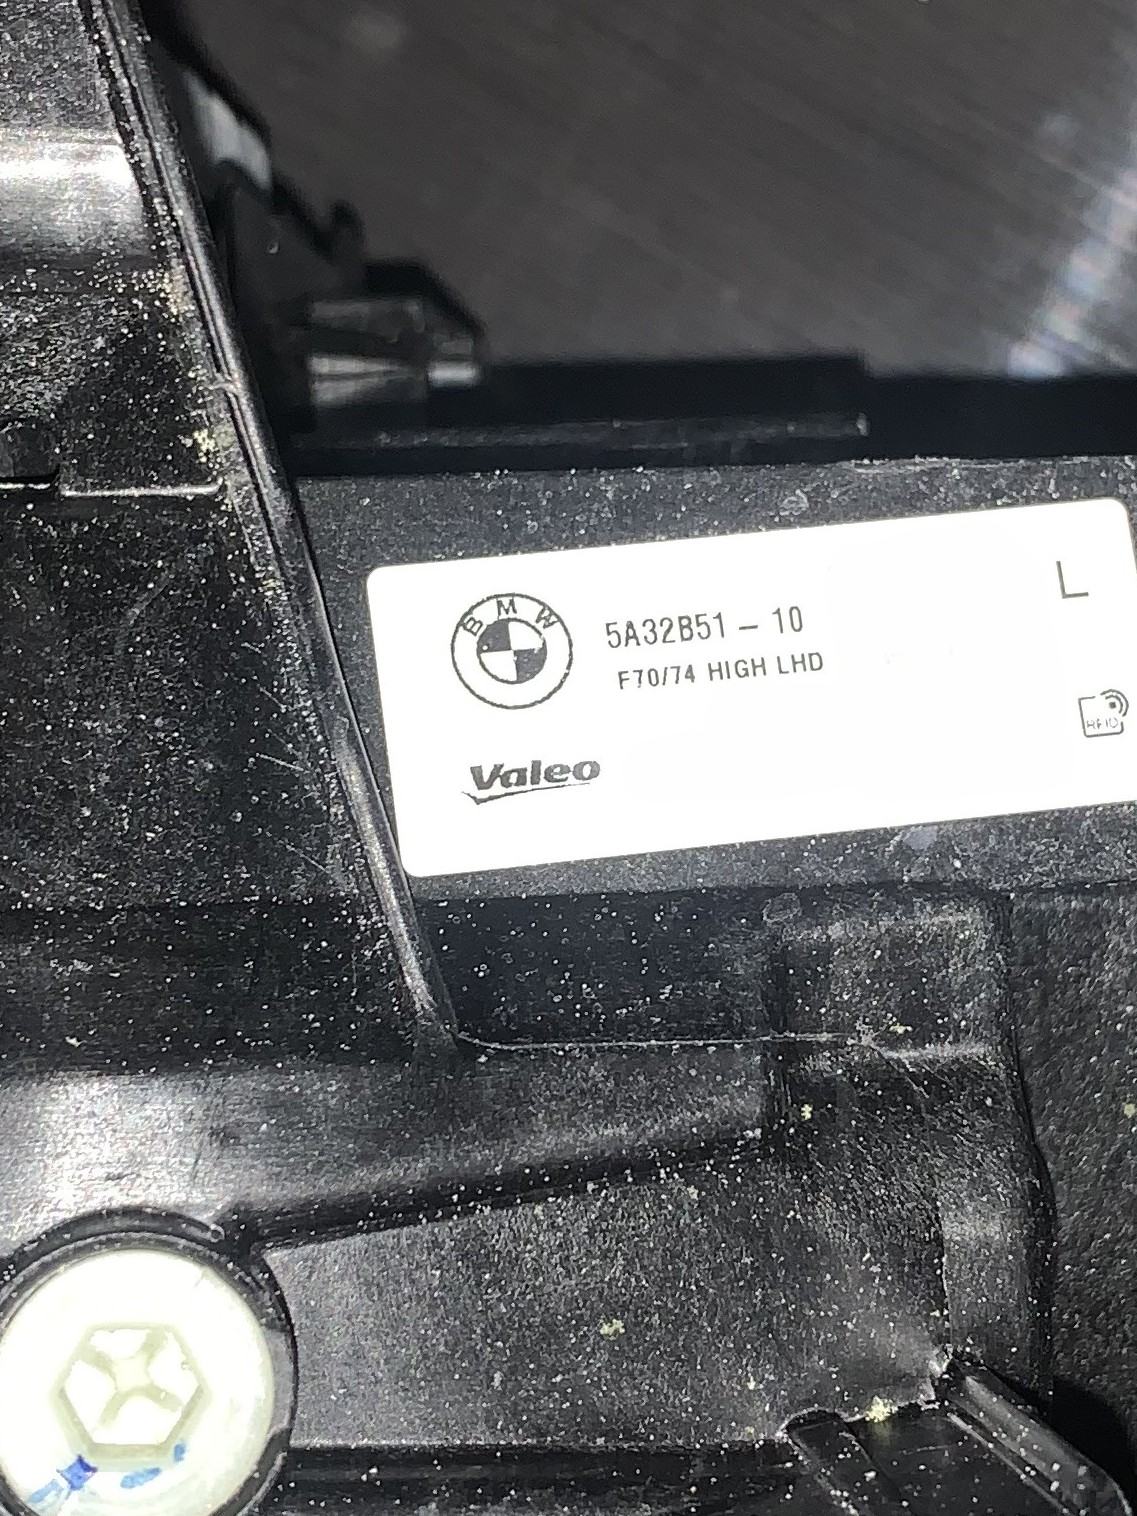 L
BMW
5A32B51 - 10
F70/74 HIGH LHD
RFID
Valeo